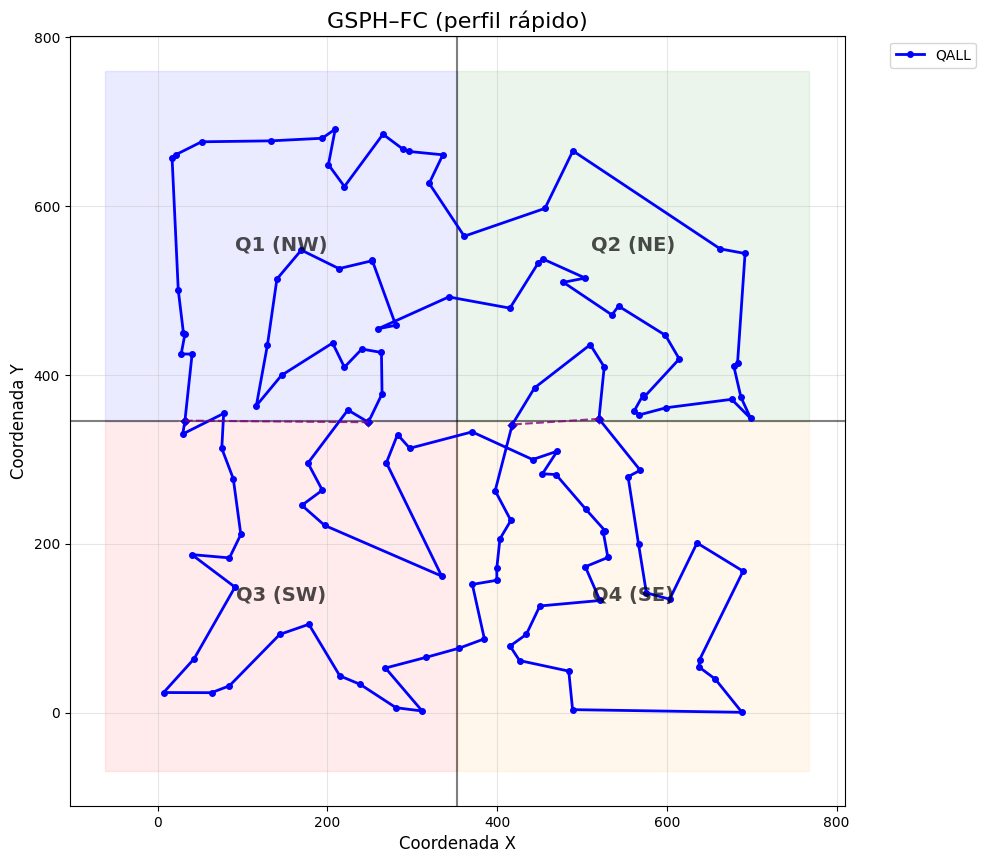 GSPH–FC (perfil rápido)
QALL
800
600
400
200
0
Coordenada Y
Q1 (NW)
Q2 (NE)
Q3 (SW)
Q4 (SE)
0
200
400
600
800
Coordenada X